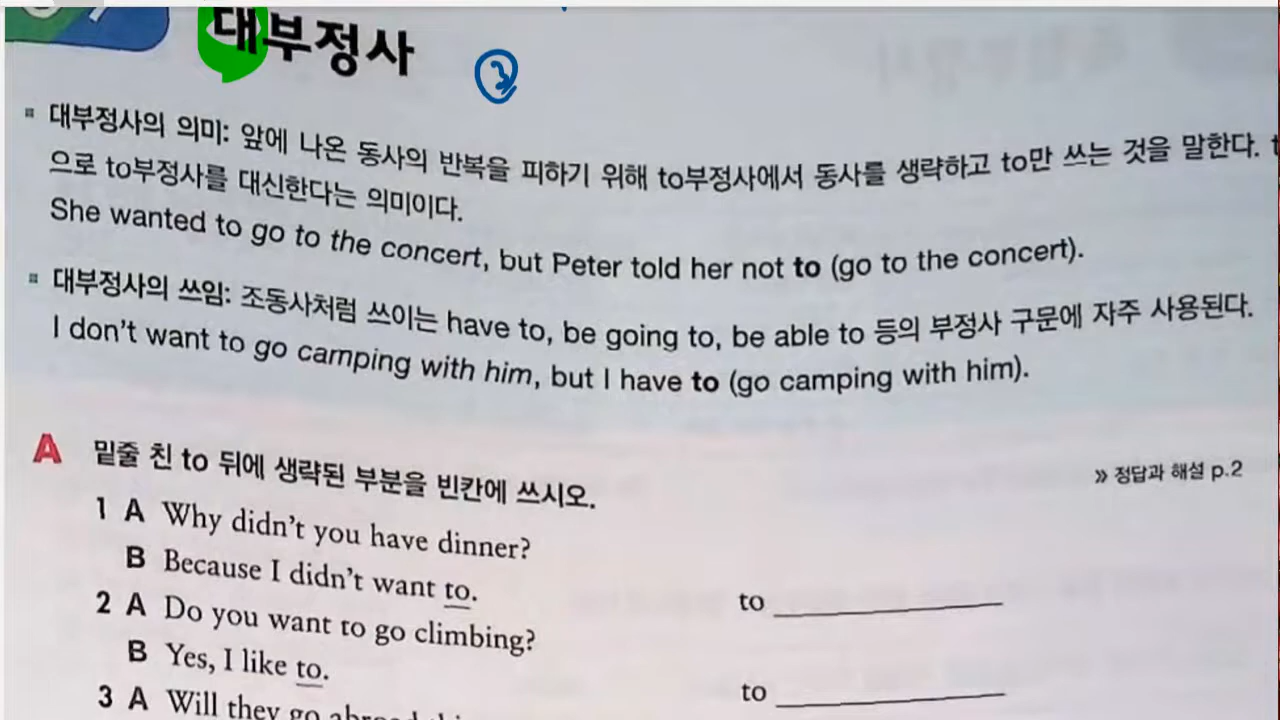 대부정사
대부정사의 의미: 앞에 나온 동사의 반복을 피하기 위해 to부정사에서 동사를 생략하고 to만 쓰는 것을 말한다.
으로 to부정사를 대신한다는 의미이다.
She wanted to go to the concert, but Peter told her not to (go to the concert).
대부정사의 쓰임: 조동사처럼 쓰이는 have to, be going to, be able to 등의 부정사 구문에 자주 사용된다.
I don't want to go camping with him, but I have to (go camping with him).
A 밑줄 친 to 뒤에 생략된 부분을 빈칸에 쓰시오.
» 정답과 해설 p.2
1 A Why didn't you have dinner?
B Because I didn't want to.
to
2 A Do you want to go climbing?
B Yes, I like to.
to
3 A Will they go abroad